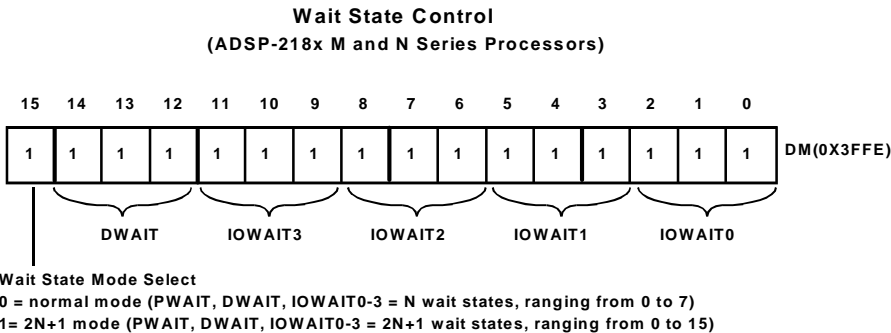 Wait State Control
(ADSP-218x M and N Series Processors)
15 14 13 12 11 10 9 8 7 6 5 4 3 2 1 0
1 1 1 1 1 1 1 1 1 1 1 1 1 1 1 1 DM(0X3FFE)
DWAIT IOWAIT3 IOWAIT2 IOWAIT1 IOWAIT0
Wait State Mode Select
0 = normal mode (PWAIT, DWAIT, IOWAIT0-3 = N wait states, ranging from 0 to 7)
1= 2N+1 mode (PWAIT, DWAIT, IOWAIT0-3 = 2N+1 wait states, ranging from 0 to 15)